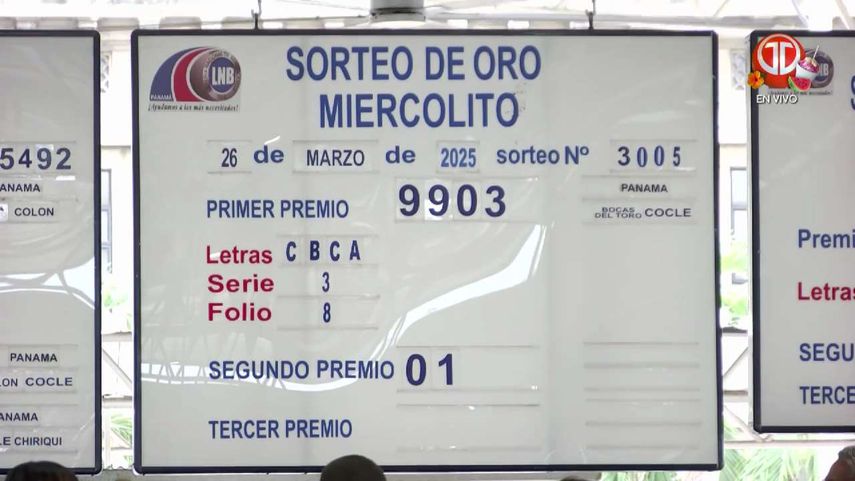 5492
PANAMA
COLON
PANAMA
COCLE
PANAMA
CHIRIQUI
LNB
PANAMA
¡Ayudamos a los más necesitados!
SORTEO DE ORO
MIERCOLITO
26 de MARZO de 2025 sorteo Nº 3005
PRIMER PREMIO 9903 PANAMA
BOCAS DEL TORO COCLE
Letras C B C A
Serie 3
Folio 8
SEGUNDO PREMIO 01
TERCER PREMIO
EN VIVO
Premi
Letras
SEGU
TERCE